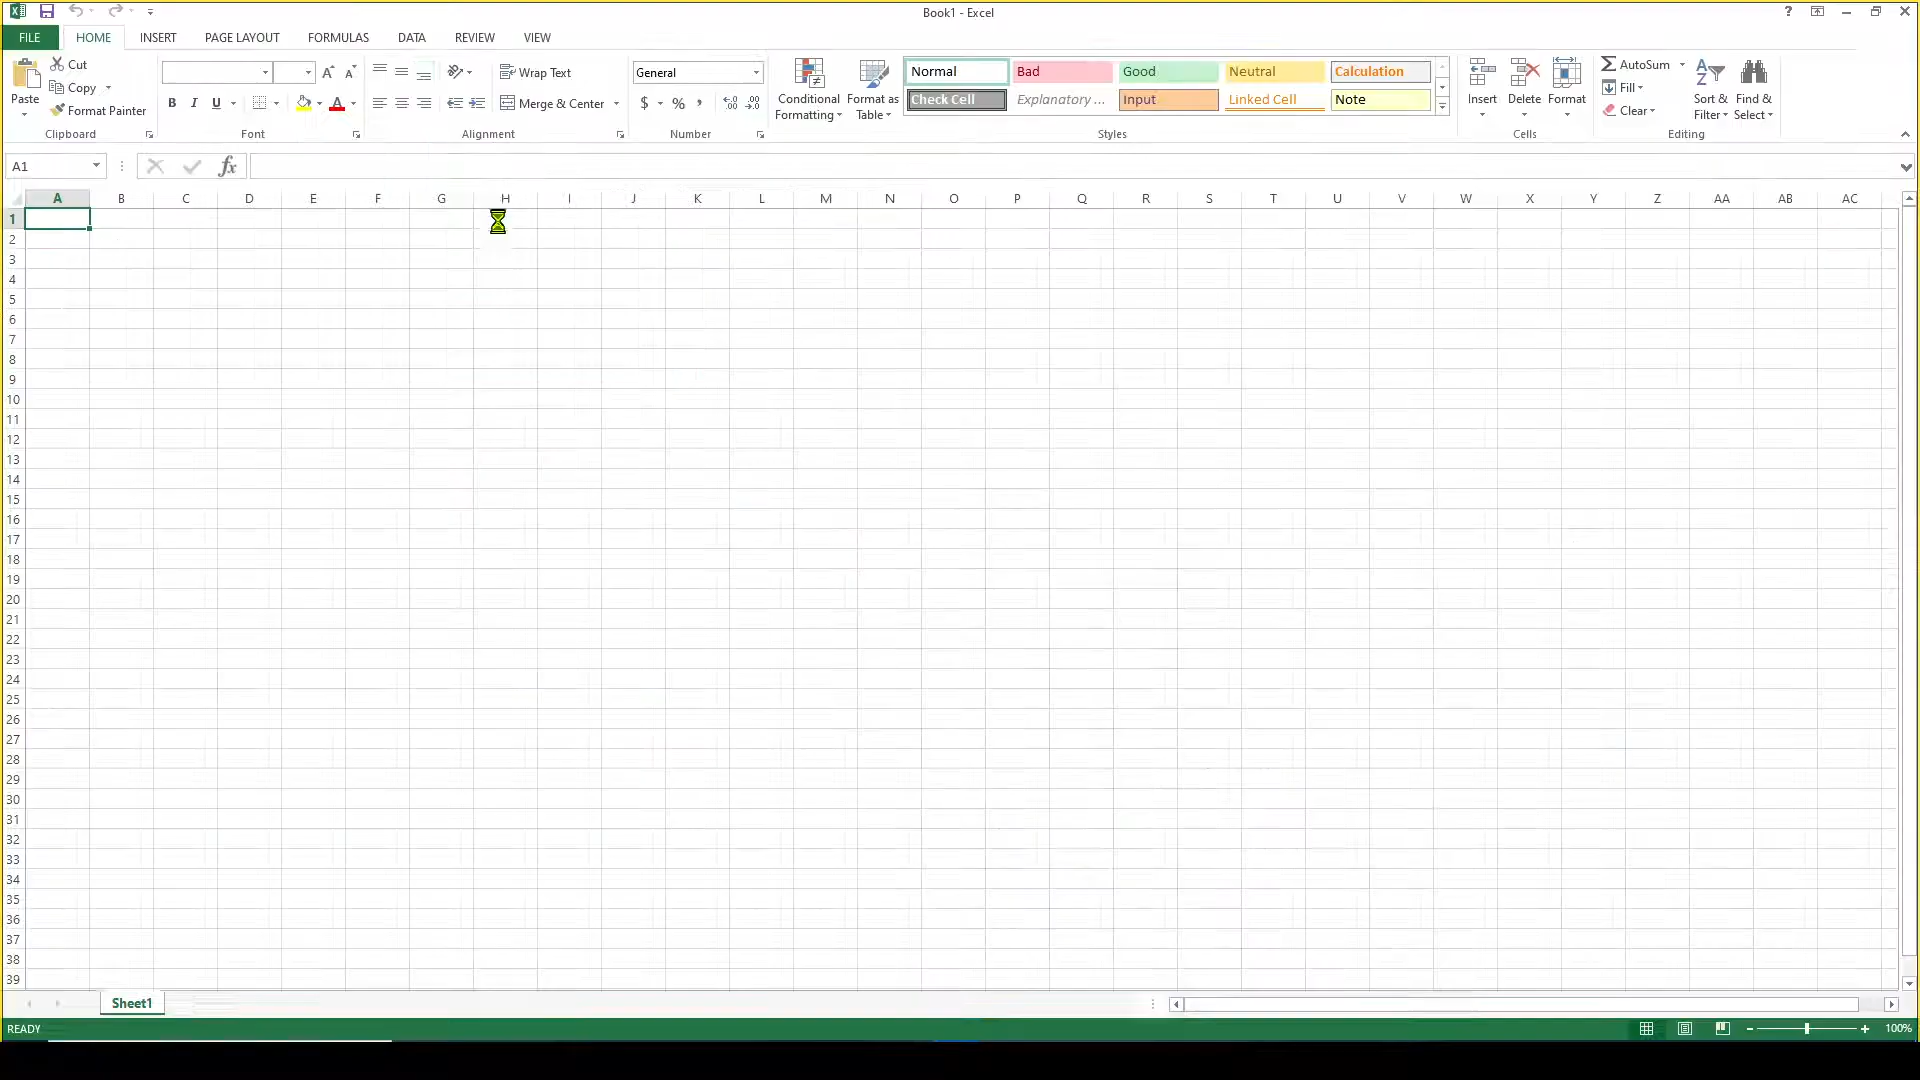 Book1 - Excel
FILE HOME INSERT PAGE LAYOUT FORMULAS DATA REVIEW VIEW
Paste
Cut
Copy
Format Painter
Clipboard
B I U A
Font
Wrap Text
Merge & Center
Alignment
General
$ % ,
Number
Conditional Formatting
Format as Table
Normal Bad Good Neutral Calculation
Check Cell Explanatory ... Input Linked Cell Note
Styles
Insert Delete Format
Cells
AutoSum
Fill
Clear
Sort & Filter
Find & Select
Editing
A1
fx
A B C D E F G H I J K L M N O P Q R S T U V W X Y Z AA AB AC
1
2
3
4
5
6
7
8
9
10
11
12
13
14
15
16
17
18
19
20
21
22
23
24
25
26
27
28
29
30
31
32
33
34
35
36
37
38
39
Sheet1
READY
100%